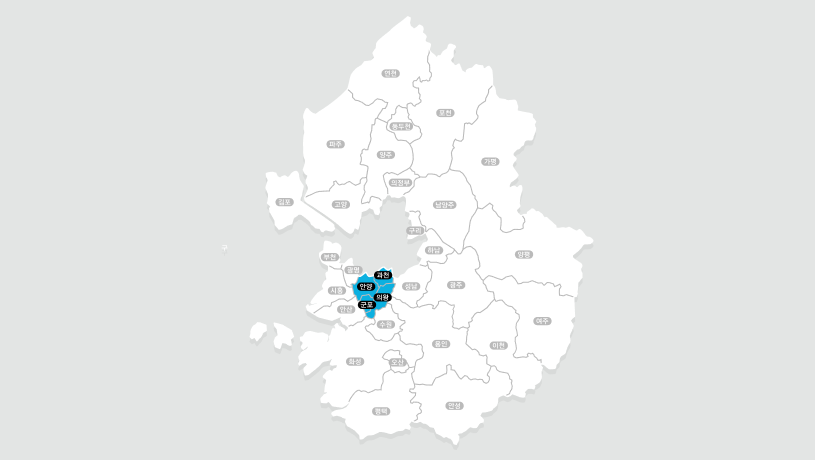 연천
포천
동두천
파주
양주
가평
의정부
김포
고양
남양주
구리
하남
양평
부천
광명
과천
안양
성남
광주
시흥
의왕
군포
안산
수원
여주
용인
이천
화성
오산
평택
안성